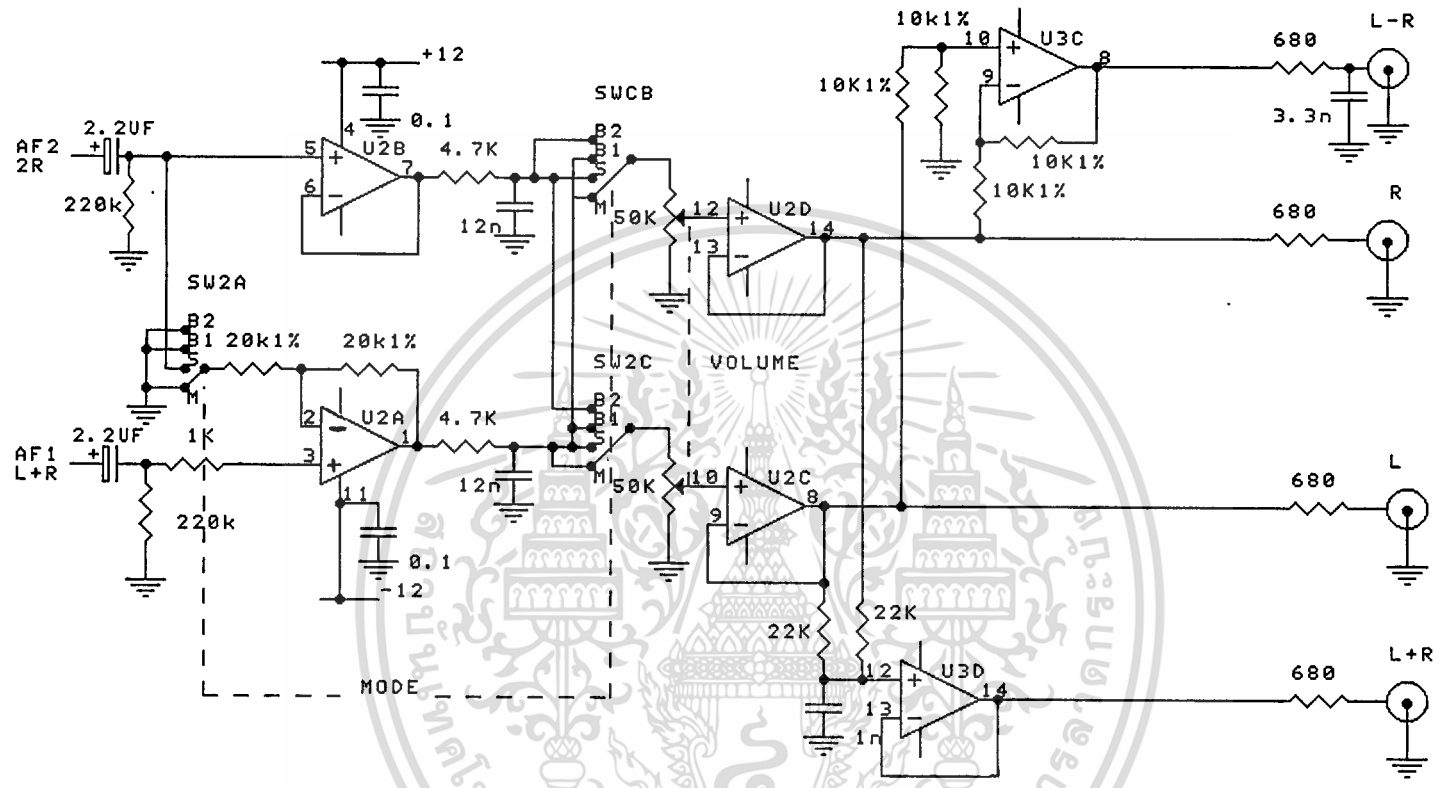 10k1%
L-R
10
U3C
8
680
+12
9
10K1%
SWCB
3.3n
2.2UF
+
4
0.1
B2
B1
S
M
AF2
2R
5
U2B
7
4.7K
10K1%
10K1%
6
R
220k
12n
50K
12
U2D
14
680
13
SW2A
B2
B1
S
M
20k1%
20k1%
SW2C
VOLUME
B2
B1
S
M
2
U2A
1
4.7K
2.2UF
+
1K
AF1
L+R
3
L
11
12n
50K
10
U2C
8
680
9
220k
0.1
-12
22K
22K
L+R
MODE
12
U3D
14
680
13
1n